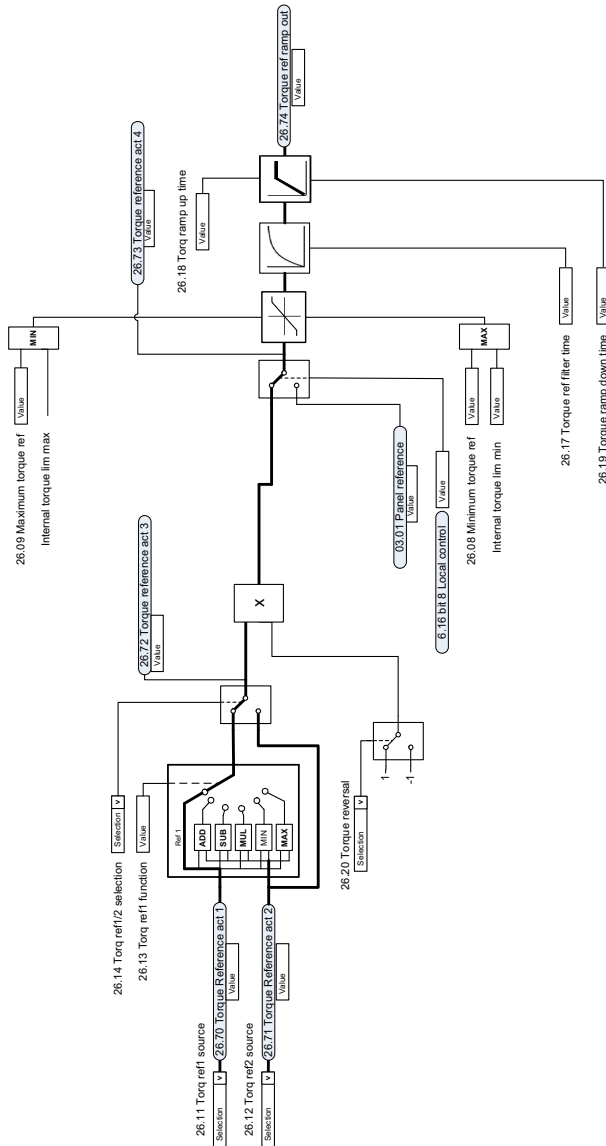 26.11 Torq ref1 source
Selection
v
26.70 Torque Reference act 1
Value
26.12 Torq ref2 source
Selection
v
26.71 Torque Reference act 2
Value
26.14 Torq ref1/2 selection
Selection
v
26.13 Torq ref1 function
Value
Ref 1
ADD
SUB
MUL
MIN
MAX
26.20 Torque reversal
Selection
v
1
-1
26.72 Torque reference act 3
Value
X
03.01 Panel reference
Value
6.16 bit 8 Local control
Value
26.73 Torque reference act 4
Value
26.09 Maximum torque ref
Value
Internal torque lim max
MIN
26.08 Minimum torque ref
Value
Internal torque lim min
Value
MAX
26.18 Torq ramp up time
Value
26.17 Torque ref filter time
Value
26.19 Torque ramp down time
Value
26.74 Torque ref ramp out
Value